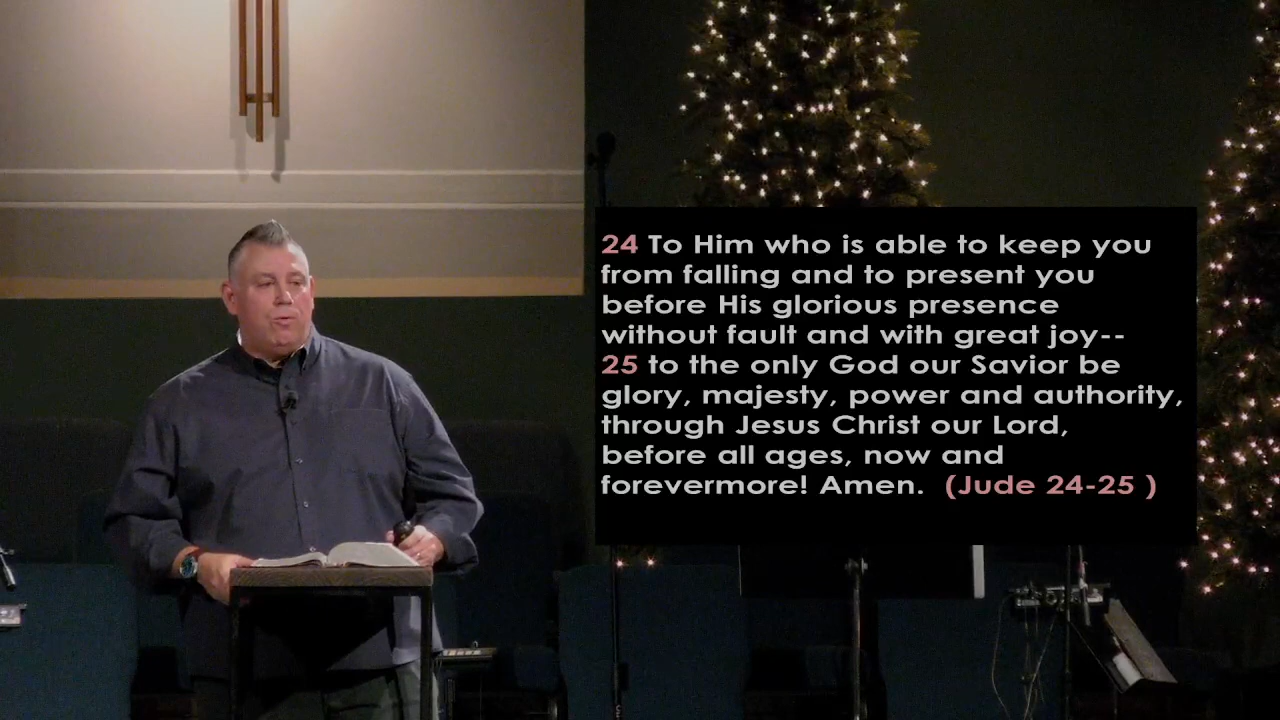 24 To Him who is able to keep you
from falling and to present you
before His glorious presence
without fault and with great joy--
25 to the only God our Savior be
glory, majesty, power and authority,
through Jesus Christ our Lord,
before all ages, now and
forevermore! Amen.  (Jude 24-25 )